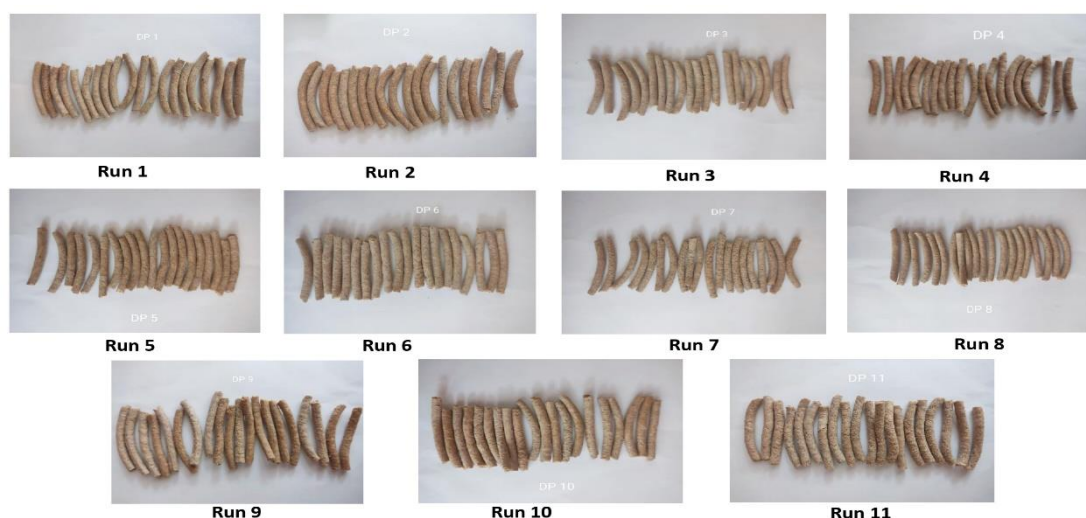 DP 1
DP 2
DP 3
DP 4
Run 1
Run 2
Run 3
Run 4
DP 5
DP 6
DP 7
DP 8
Run 5
Run 6
Run 7
Run 8
DP 9
DP 10
DP 11
Run 9
Run 10
Run 11